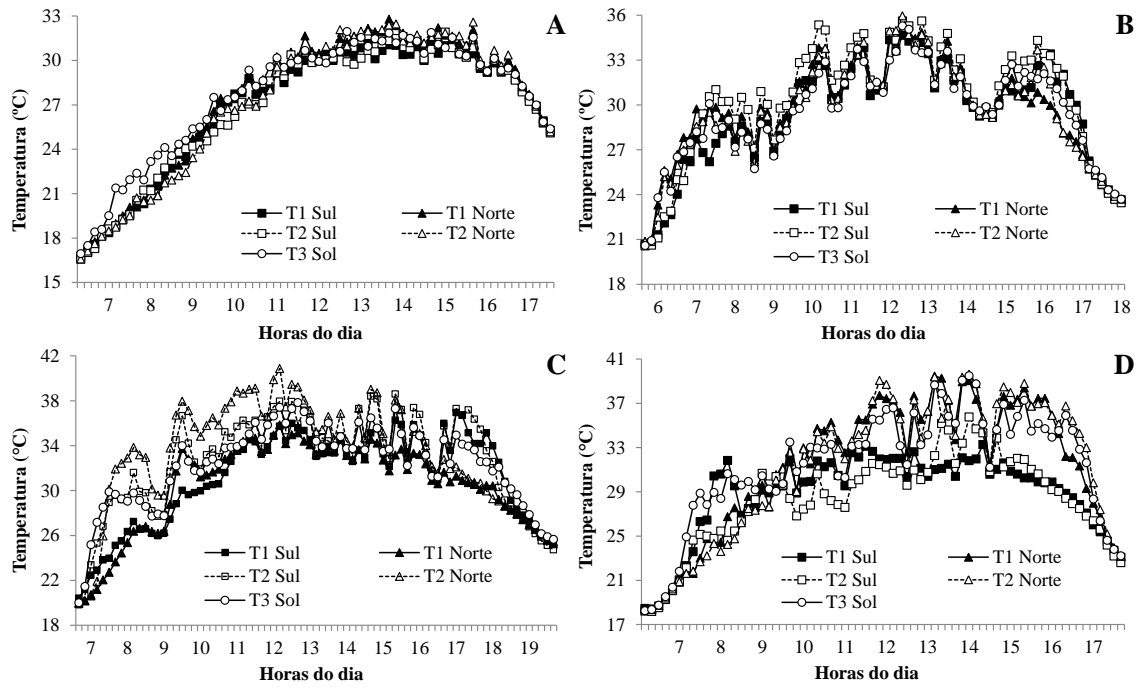 A
33
30
27
24
21
18
15
Temperatura (ºC)
T1 Sul
T1 Norte
T2 Sul
T2 Norte
T3 Sol
7 8 9 10 11 12 13 14 15 16 17
Horas do dia
B
36
33
30
27
24
21
18
Temperatura (ºC)
T1 Sul
T1 Norte
T2 Sul
T2 Norte
T3 Sol
6 7 8 9 10 11 12 13 14 15 16 17 18
Horas do dia
C
42
38
34
30
26
22
18
Temperatura (ºC)
T1 Sul
T1 Norte
T2 Sul
T2 Norte
T3 Sol
7 8 9 10 11 12 13 14 15 16 17 18 19
Horas do dia
D
41
37
33
29
25
21
17
Temperatura (ºC)
T1 Sul
T1 Norte
T2 Sul
T2 Norte
T3 Sol
7 8 9 10 11 12 13 14 15 16 17
Horas do dia